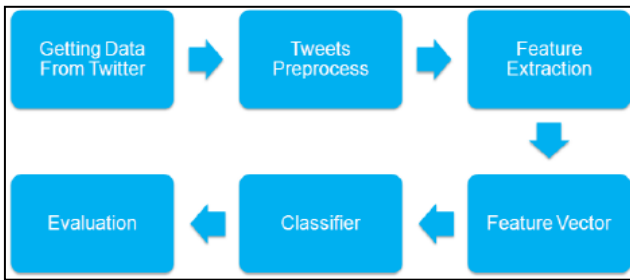 Getting Data
From Twitter
Tweets
Preprocess
Feature
Extraction
Feature Vector
Classifier
Evaluation